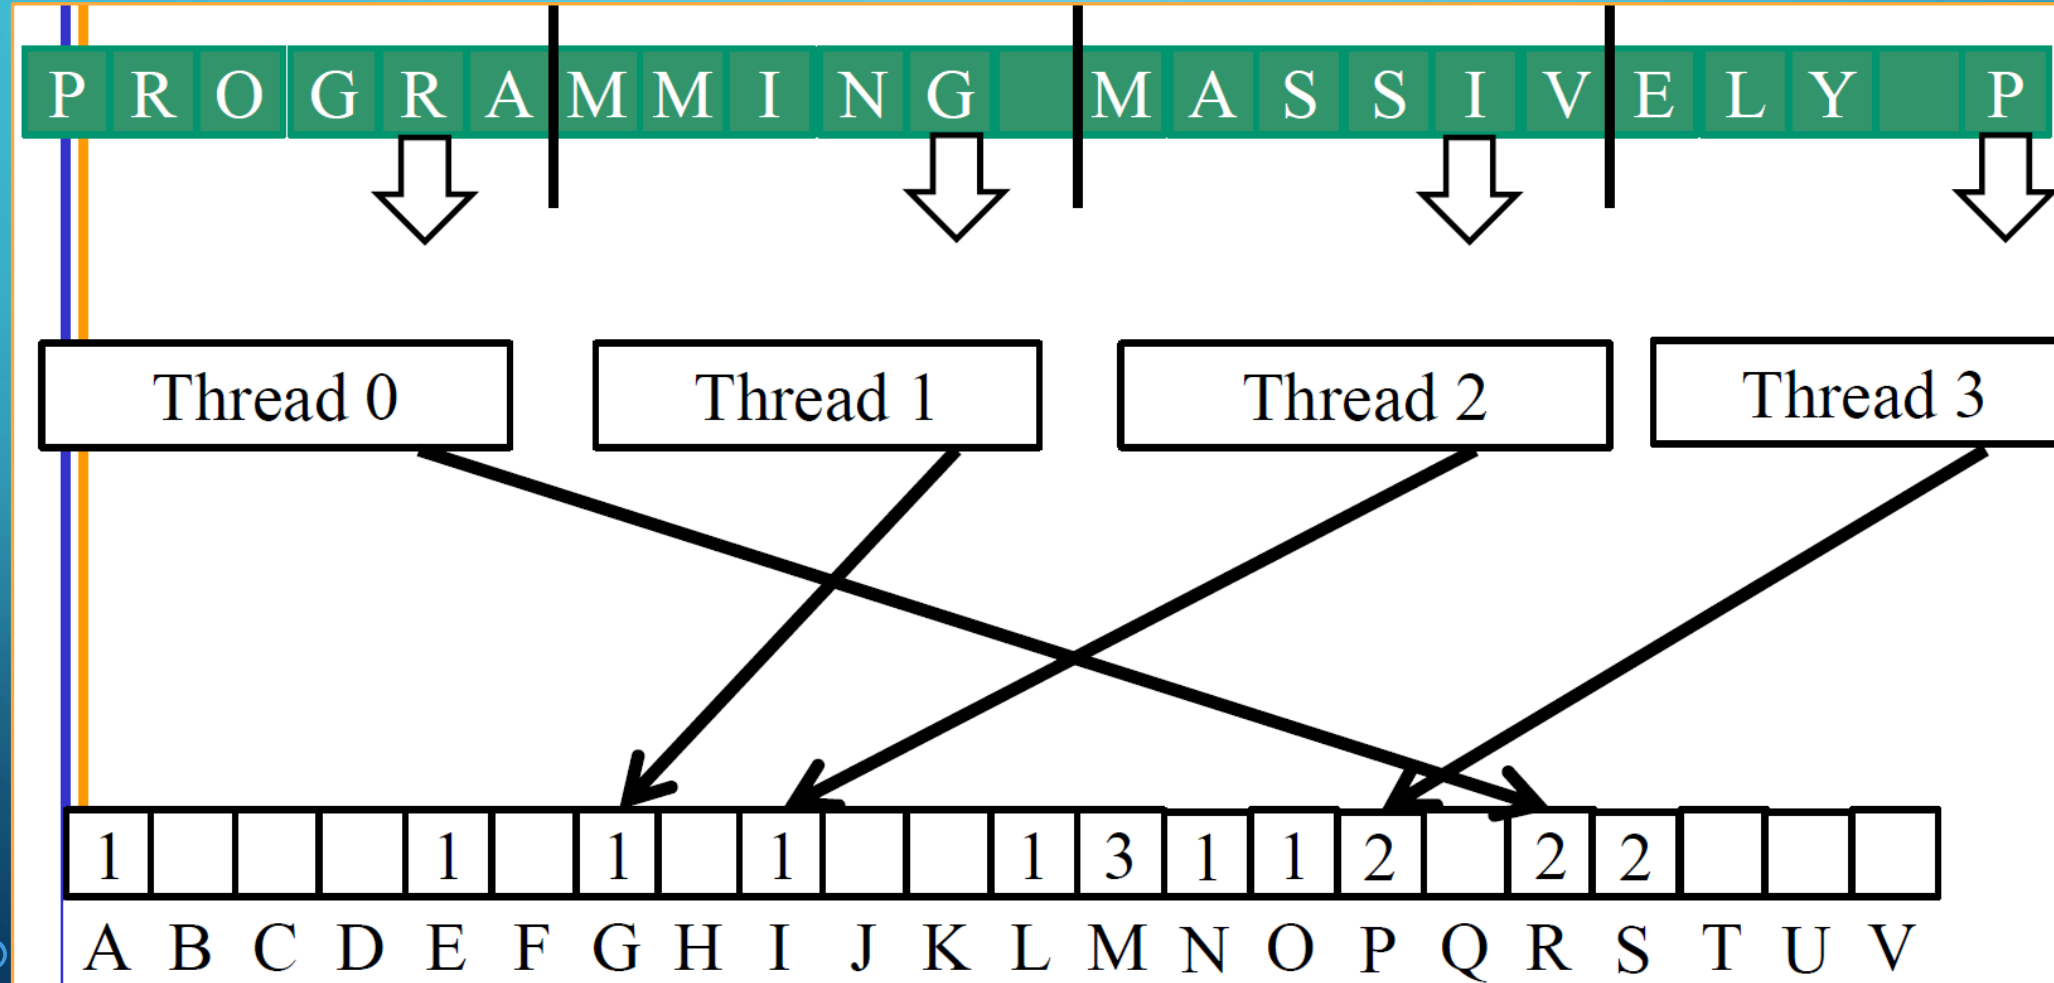 P R O G R A M M I N G M A S S I V E L Y P
Thread 0 Thread 1 Thread 2 Thread 3
1 1 1 1 1 3 1 1 2 2 2
A B C D E F G H I J K L M N O P Q R S T U V